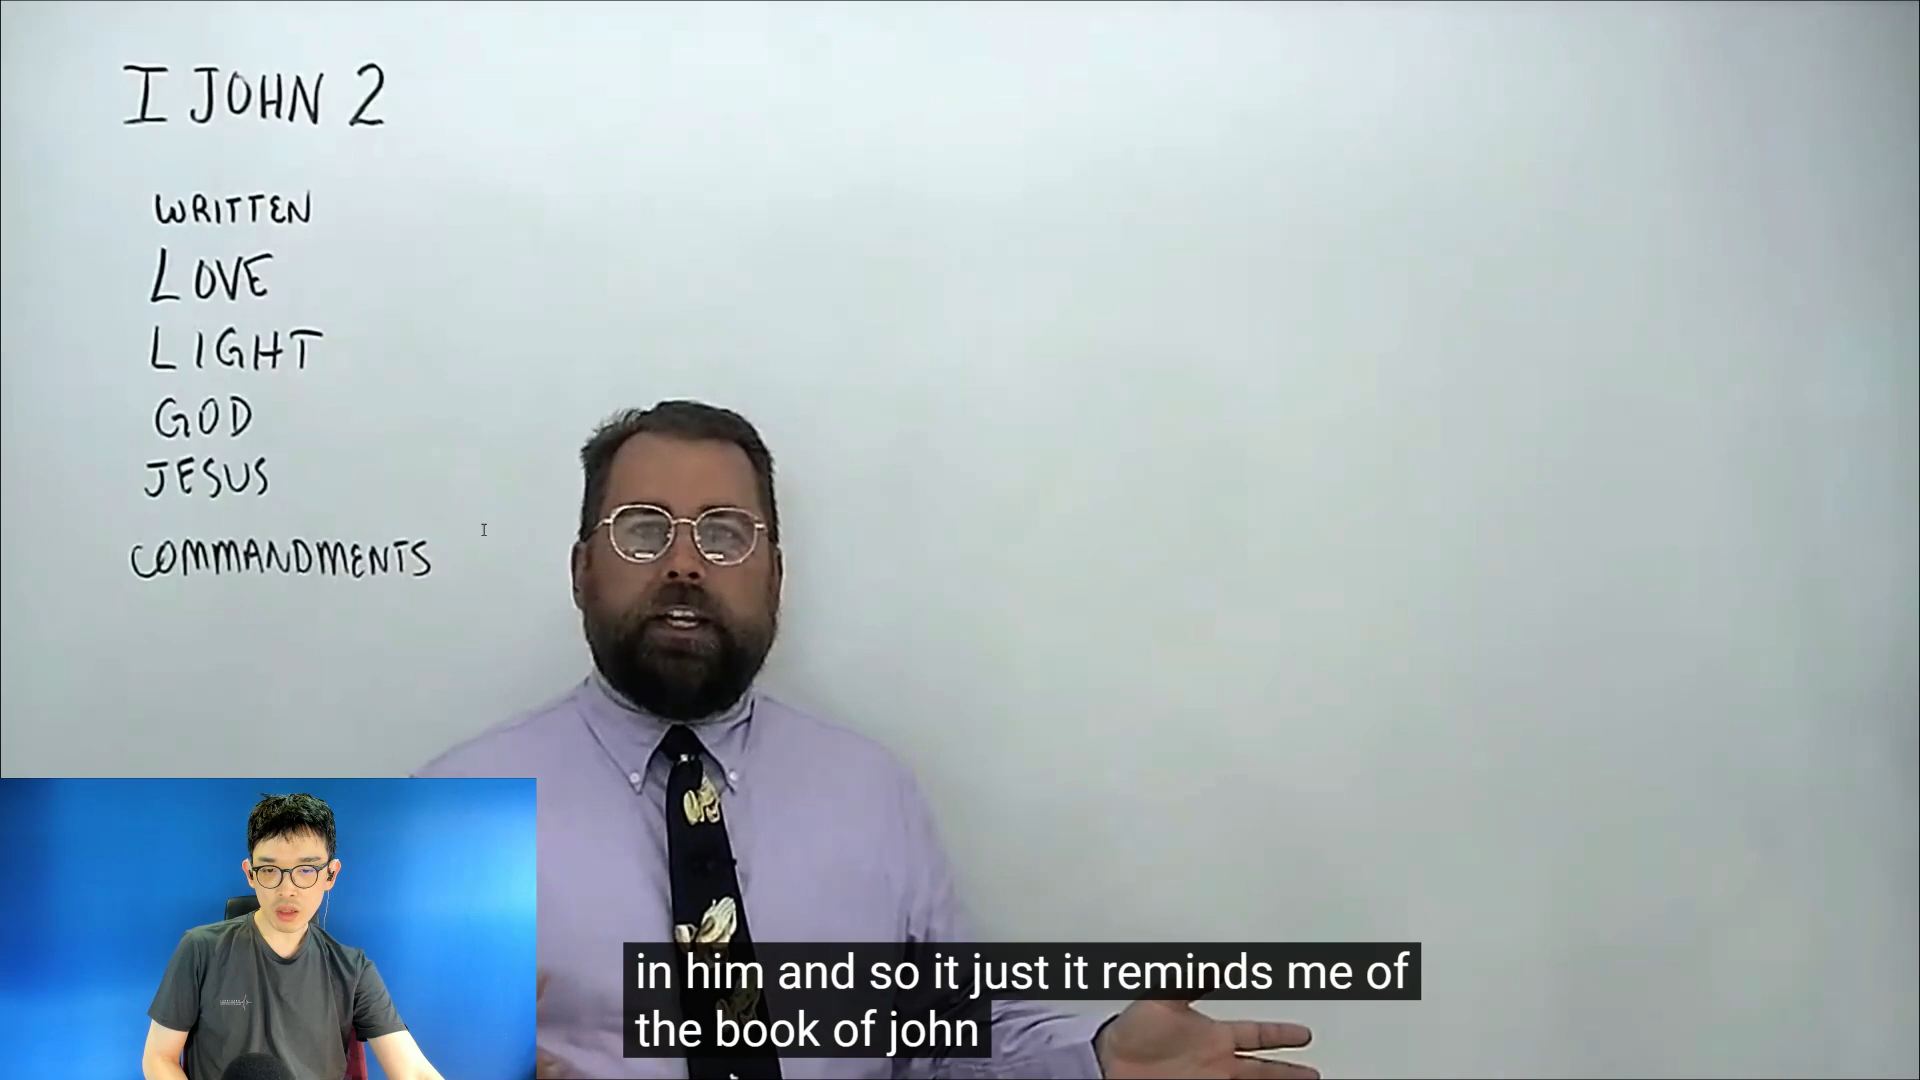 I JOHN 2
WRITTEN
LOVE
LIGHT
GOD
JESUS
COMMANDMENTS
in him and so it just it reminds me of
the book of john